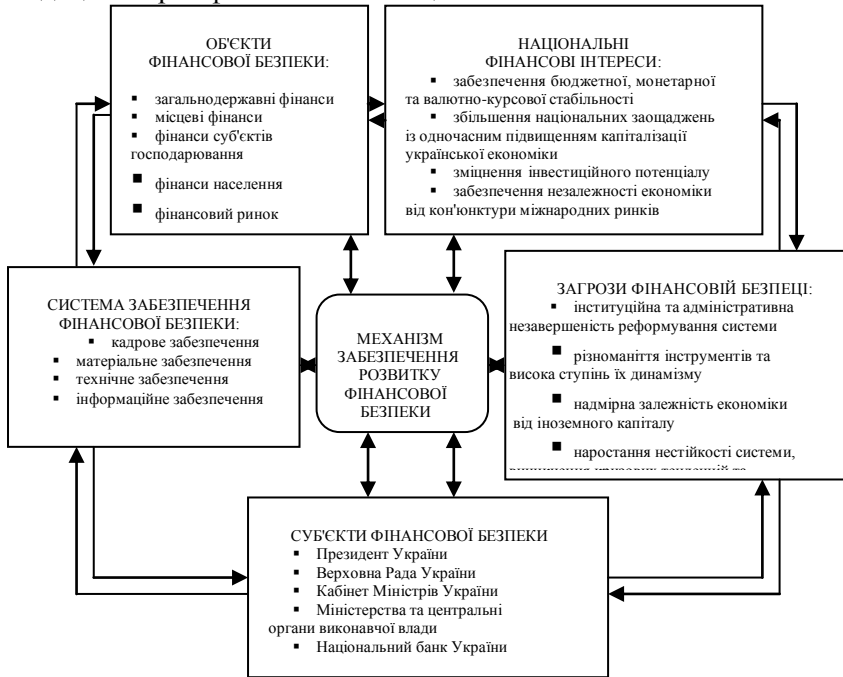 ОБ'ЄКТИ
ФІНАНСОВОЇ БЕЗПЕКИ:
▪ загальнодержавні фінанси
▪ місцеві фінанси
▪ фінанси суб'єктів
господарювання
■ фінанси населення
■ фінансовий ринок
НАЦІОНАЛЬНІ
ФІНАНСОВІ ІНТЕРЕСИ:
▪ забезпечення бюджетної, монетарної
та валютно-курсової стабільності
▪ збільшення національних заощаджень
із одночасним підвищенням капіталізації
української економіки
▪ зміцнення інвестиційного потенціалу
▪ забезпечення незалежності економіки
від кон'юнктури міжнародних ринків
СИСТЕМА ЗАБЕЗПЕЧЕННЯ
ФІНАНСОВОЇ БЕЗПЕКИ:
▪ кадрове забезпечення
▪ матеріальне забезпечення
▪ технічне забезпечення
▪ інформаційне забезпечення
МЕХАНІЗМ
ЗАБЕЗПЕЧЕННЯ
РОЗВИТКУ
ФІНАНСОВОЇ
БЕЗПЕКИ
ЗАГРОЗИ ФІНАНСОВІЙ БЕЗПЕЦІ:
▪ інституційна та адміністративна
незавершеність реформування системи
■ різноманіття інструментів та
висока ступінь їх динамізму
■ надмірна залежність економіки
від іноземного капіталу
■ наростання нестійкості системи,
СУБ'ЄКТИ ФІНАНСОВОЇ БЕЗПЕКИ
▪ Президент України
▪ Верховна Рада України
▪ Кабінет Міністрів України
▪ Міністерства та центральні
органи виконавчої влади
▪ Національний банк України